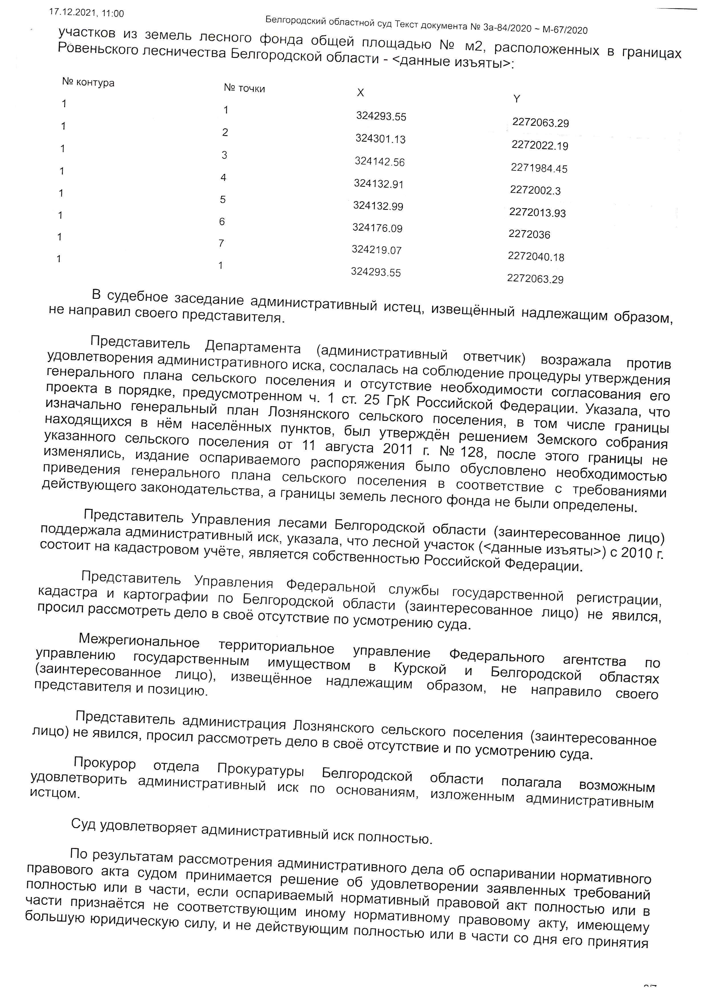 17.12.2021, 11:00
Белгородский областной суд Текст документа № 3а-84/2020 ~ М-67/2020
участков из земель лесного фонда общей площадью № м2, расположенных в границах
Ровеньского лесничества Белгородской области - <данные изъяты>:
№ контура № точки X Y
1 1 324293.55 2272063.29
1 2 324301.13 2272022.19
1 3 324142.56 2271984.45
1 4 324132.91 2272002.3
1 5 324132.99 2272013.93
1 6 324176.09 2272036
1 7 324219.07 2272040.18
1 1 324293.55 2272063.29
В судебное заседание административный истец, извещённый надлежащим образом,
не направил своего представителя.
Представитель Департамента (административный ответчик) возражала против
удовлетворения административного иска, сослалась на соблюдение процедуры утверждения
генерального плана сельского поселения и отсутствие необходимости согласования его
проекта в порядке, предусмотренном ч. 1 ст. 25 ГрК Российской Федерации. Указала, что
изначально генеральный план Лознянского сельского поселения, в том числе границы
находящихся в нём населённых пунктов, был утверждён решением Земского собрания
указанного сельского поселения от 11 августа 2011 г. № 128, после этого границы не
изменялись, издание оспариваемого распоряжения было обусловлено необходимостью
приведения генерального плана сельского поселения в соответствие с требованиями
действующего законодательства, а границы земель лесного фонда не были определены.
Представитель Управления лесами Белгородской области (заинтересованное лицо)
поддержала административный иск, указала, что лесной участок (<данные изъяты>) с 2010 г.
состоит на кадастровом учёте, является собственностью Российской Федерации.
Представитель Управления Федеральной службы государственной регистрации,
кадастра и картографии по Белгородской области (заинтересованное лицо) не явился,
просил рассмотреть дело в своё отсутствие по усмотрению суда.
Межрегиональное территориальное управление Федерального агентства по
управлению государственным имуществом в Курской и Белгородской областях
(заинтересованное лицо), извещённое надлежащим образом, не направило своего
представителя и позицию.
Представитель администрация Лознянского сельского поселения (заинтересованное
лицо) не явился, просил рассмотреть дело в своё отсутствие и по усмотрению суда.
Прокурор отдела Прокуратуры Белгородской области полагала возможным
удовлетворить административный иск по основаниям, изложенным административным
истцом.
Суд удовлетворяет административный иск полностью.
По результатам рассмотрения административного дела об оспаривании нормативного
правового акта судом принимается решение об удовлетворении заявленных требований
полностью или в части, если оспариваемый нормативный правовой акт полностью или в
части признаётся не соответствующим иному нормативному правовому акту, имеющему
большую юридическую силу, и не действующим полностью или в части со дня его принятия